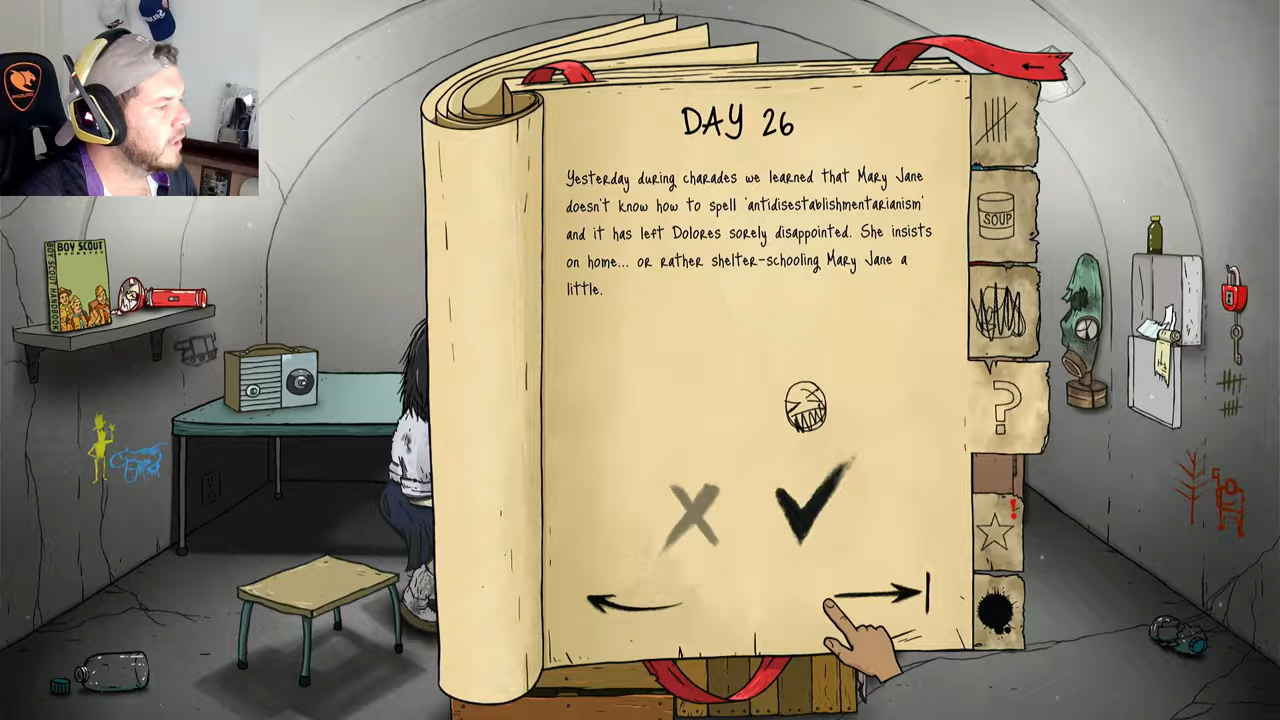 DAY 26
Yesterday during charades we learned that Mary Jane
doesn't know how to spell 'antidisestablishmentarianism'
and it has left Dolores sorely disappointed. She insists
on home... or rather shelter-schooling Mary Jane a
little.
BOY SCOUT
BOY SCOUT HANDBOOK
SOUP
?
!